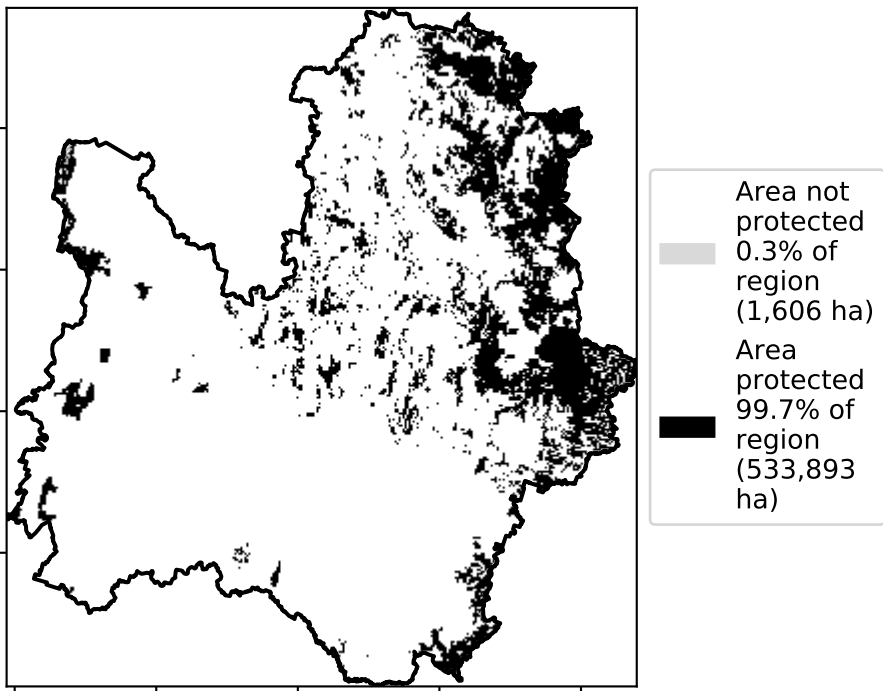 Area not
protected
0.3% of
region
(1,606 ha)
Area
protected
99.7% of
region
(533,893
ha)